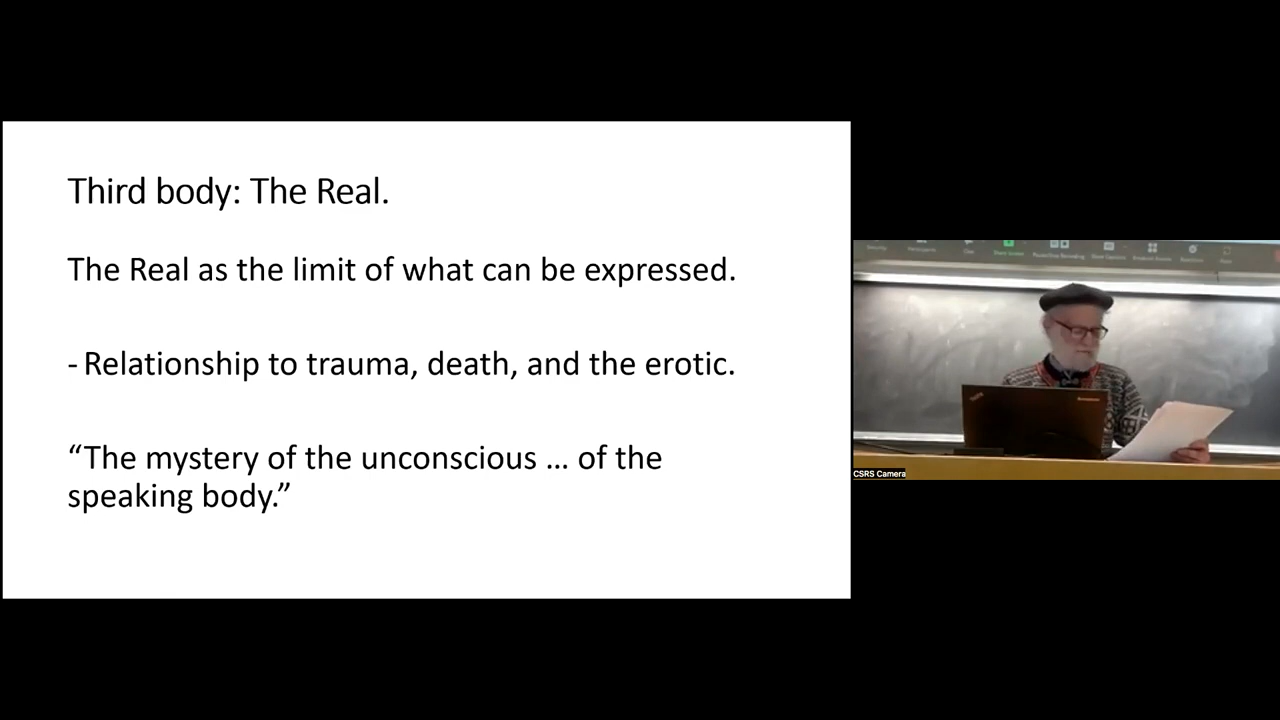 Third body: The Real.
The Real as the limit of what can be expressed.
- Relationship to trauma, death, and the erotic.
“The mystery of the unconscious … of the
speaking body.”
CSRS Camera